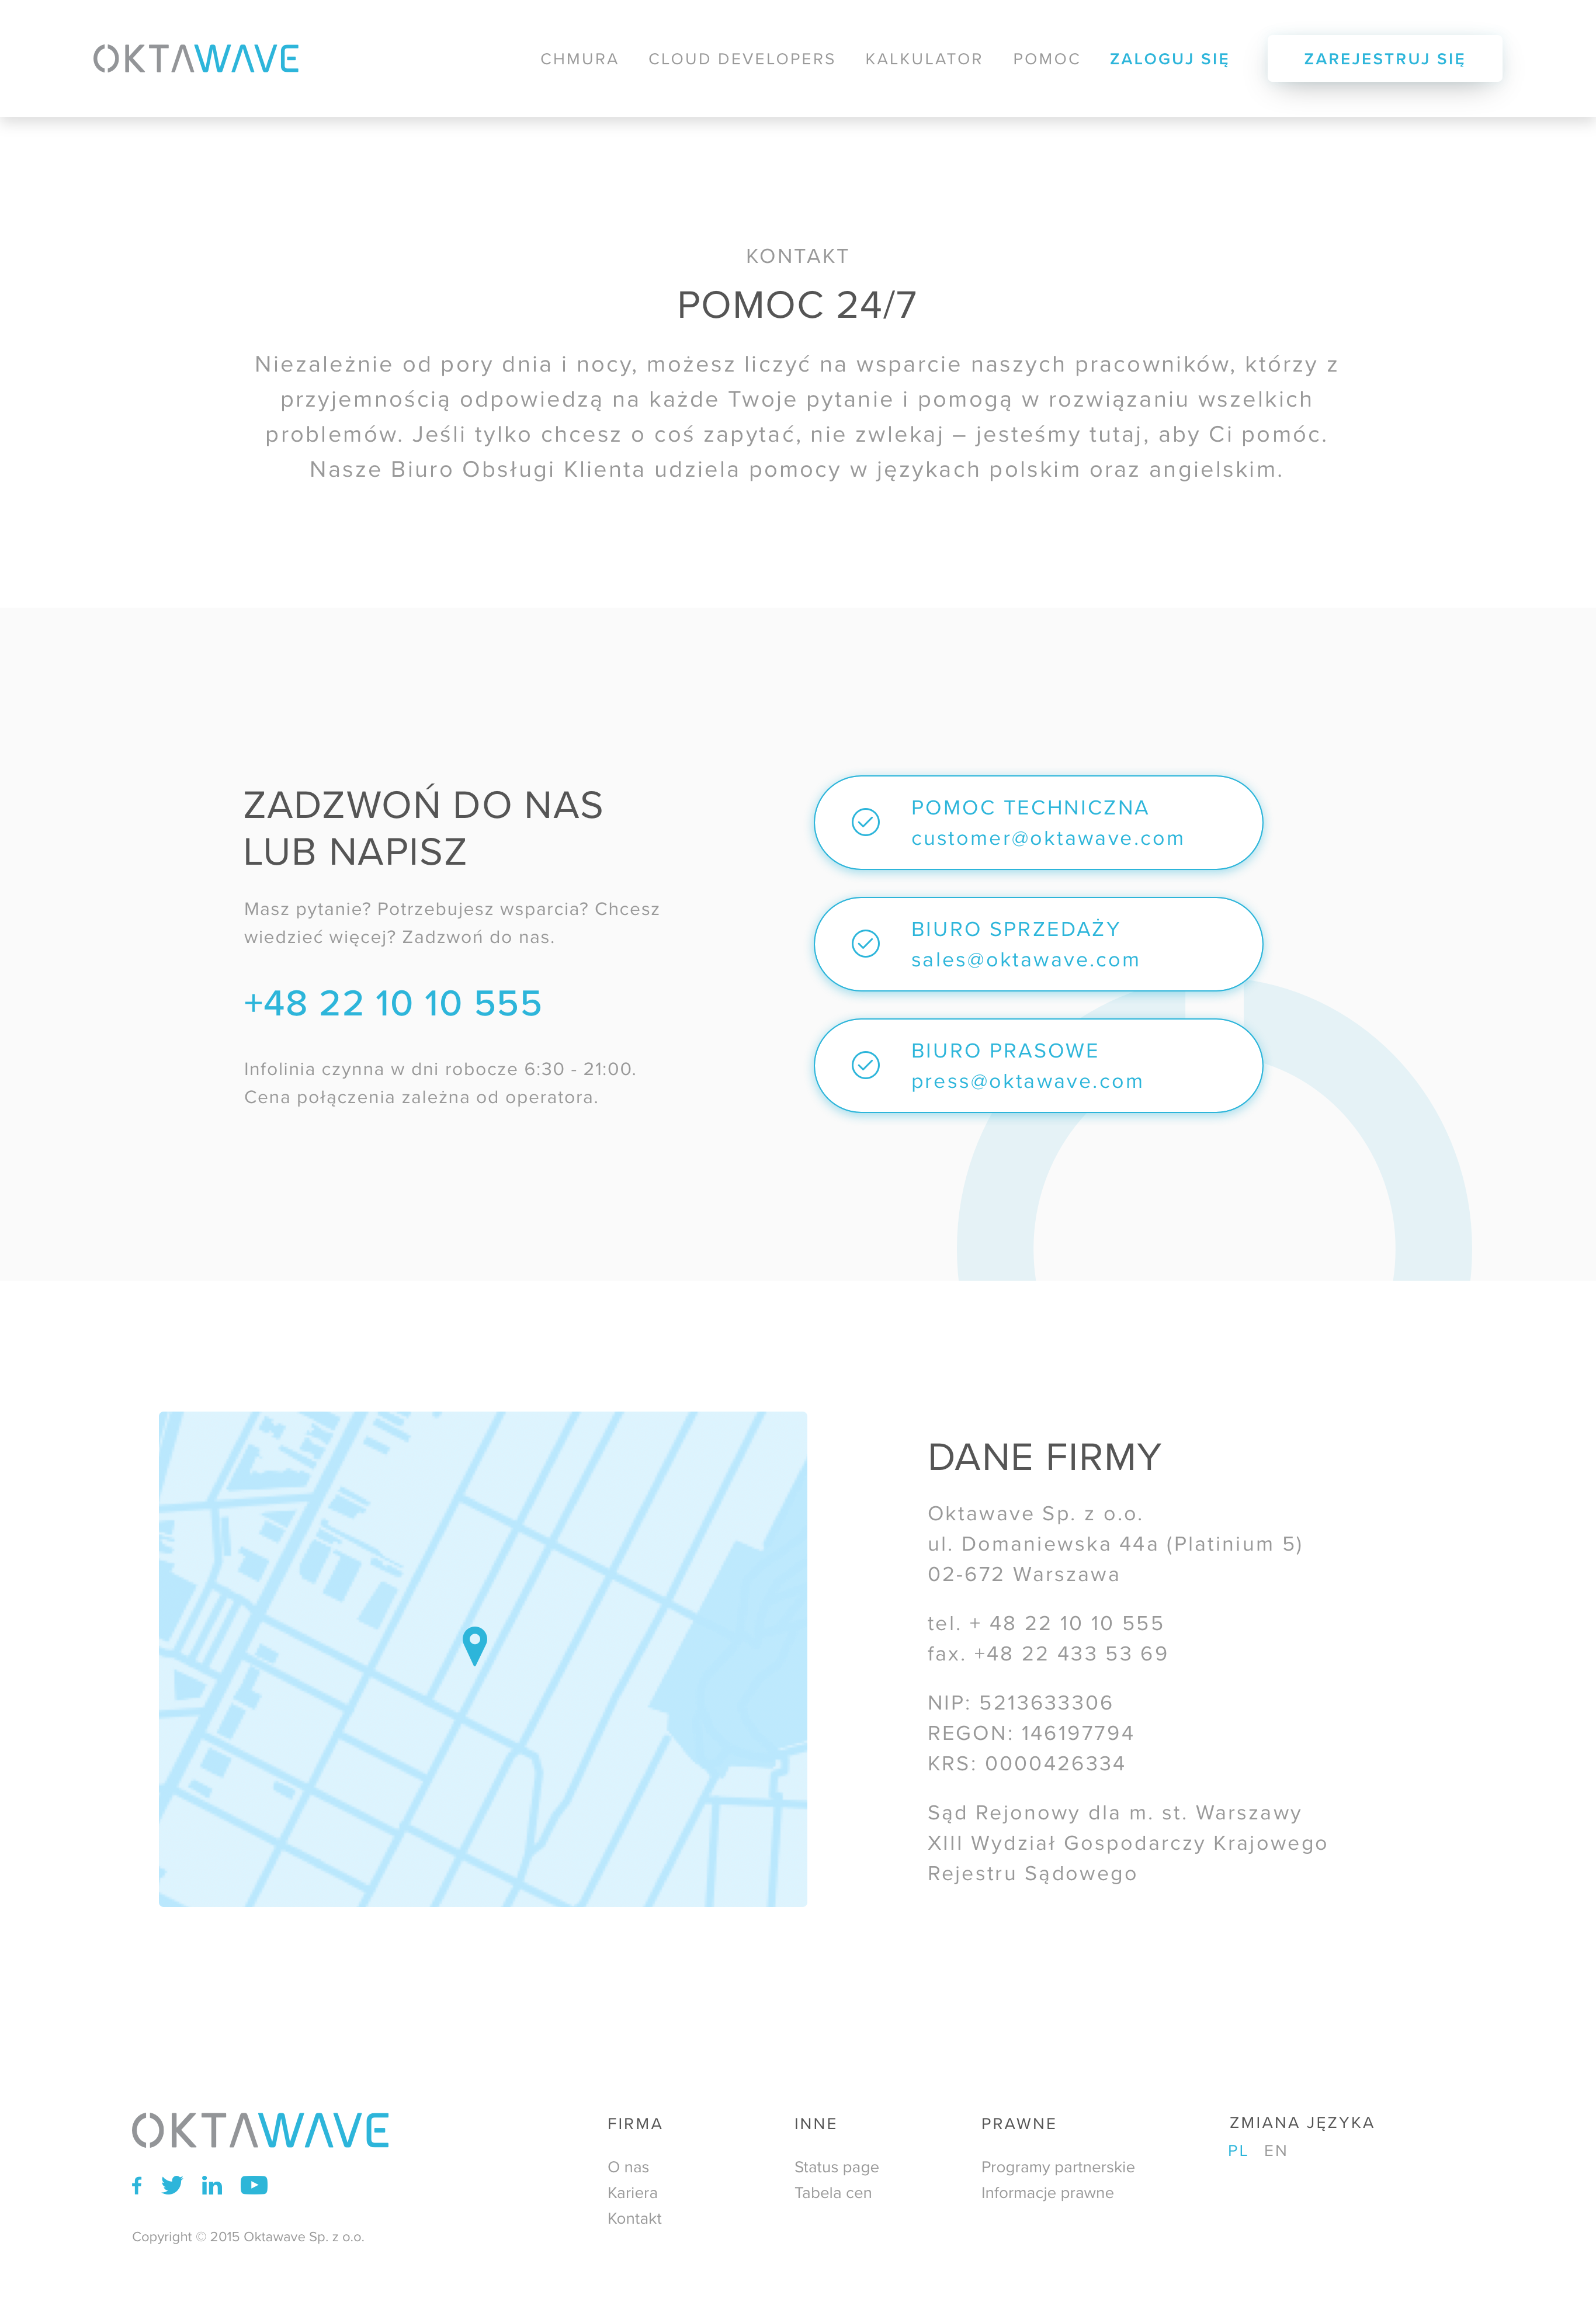 OKTAWAVE
CHMURA CLOUD DEVELOPERS KALKULATOR POMOC ZALOGUJ SIĘ ZAREJESTRUJ SIĘ
KONTAKT
POMOC 24/7
Niezależnie od pory dnia i nocy, możesz liczyć na wsparcie naszych pracowników, którzy z
przyjemnością odpowiedzą na każde Twoje pytanie i pomogą w rozwiązaniu wszelkich
problemów. Jeśli tylko chcesz o coś zapytać, nie zwlekaj – jesteśmy tutaj, aby Ci pomóc.
Nasze Biuro Obsługi Klienta udziela pomocy w językach polskim oraz angielskim.
ZADZWOŃ DO NAS
LUB NAPISZ
Masz pytanie? Potrzebujesz wsparcia? Chcesz
wiedzieć więcej? Zadzwoń do nas.
+48 22 10 10 555
Infolinia czynna w dni robocze 6:30 - 21:00.
Cena połączenia zależna od operatora.
POMOC TECHNICZNA
customer@oktawave.com
BIURO SPRZEDAŻY
sales@oktawave.com
BIURO PRASOWE
press@oktawave.com
DANE FIRMY
Oktawave Sp. z o.o.
ul. Domaniewska 44a (Platinium 5)
02-672 Warszawa
tel. + 48 22 10 10 555
fax. +48 22 433 53 69
NIP: 5213633306
REGON: 146197794
KRS: 0000426334
Sąd Rejonowy dla m. st. Warszawy
XIII Wydział Gospodarczy Krajowego
Rejestru Sądowego
OKTAWAVE
Copyright © 2015 Oktawave Sp. z o.o.
FIRMA
O nas
Kariera
Kontakt
INNE
Status page
Tabela cen
PRAWNE
Programy partnerskie
Informacje prawne
ZMIANA JĘZYKA
PL EN